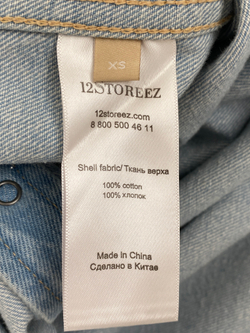 XS
12STOREEZ
12storeez.com
8 800 500 46 11
Shell fabric/ Ткань верха
100% cotton
100% хлопок
Made in China
Сделано в Китае